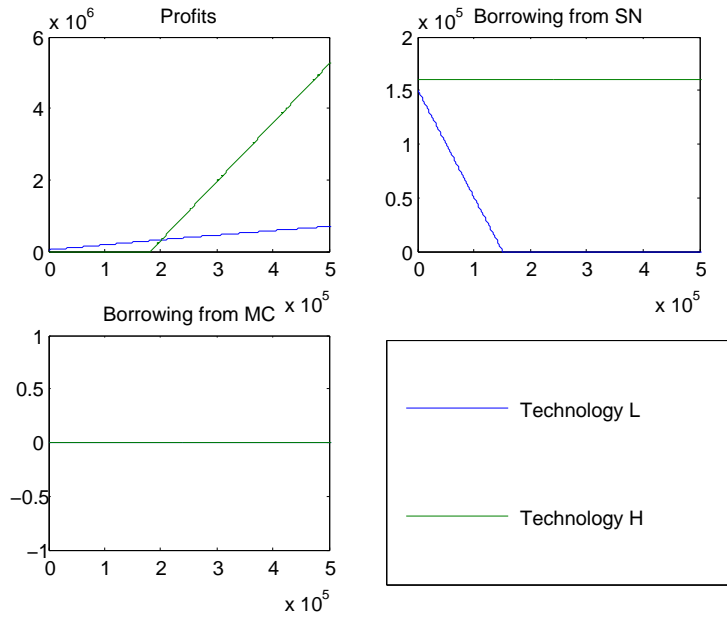 Profits
x 10^6
6
4
2
0
0 1 2 3 4 5
x 10^5
Borrowing from SN
x 10^5
2
1.5
1
0.5
0
0 1 2 3 4 5
x 10^5
Borrowing from MC
1
0.5
0
−0.5
−1
0 1 2 3 4 5
x 10^5
Technology L
Technology H